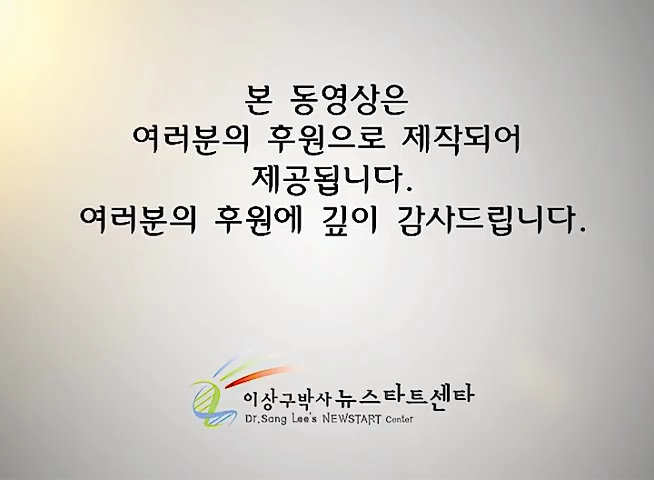 본 동영상은
여러분의 후원으로 제작되어
제공됩니다.
여러분의 후원에 깊이 감사드립니다.
이상구박사 뉴스타트센타
Dr.Sang Lee's NEWSTART Center